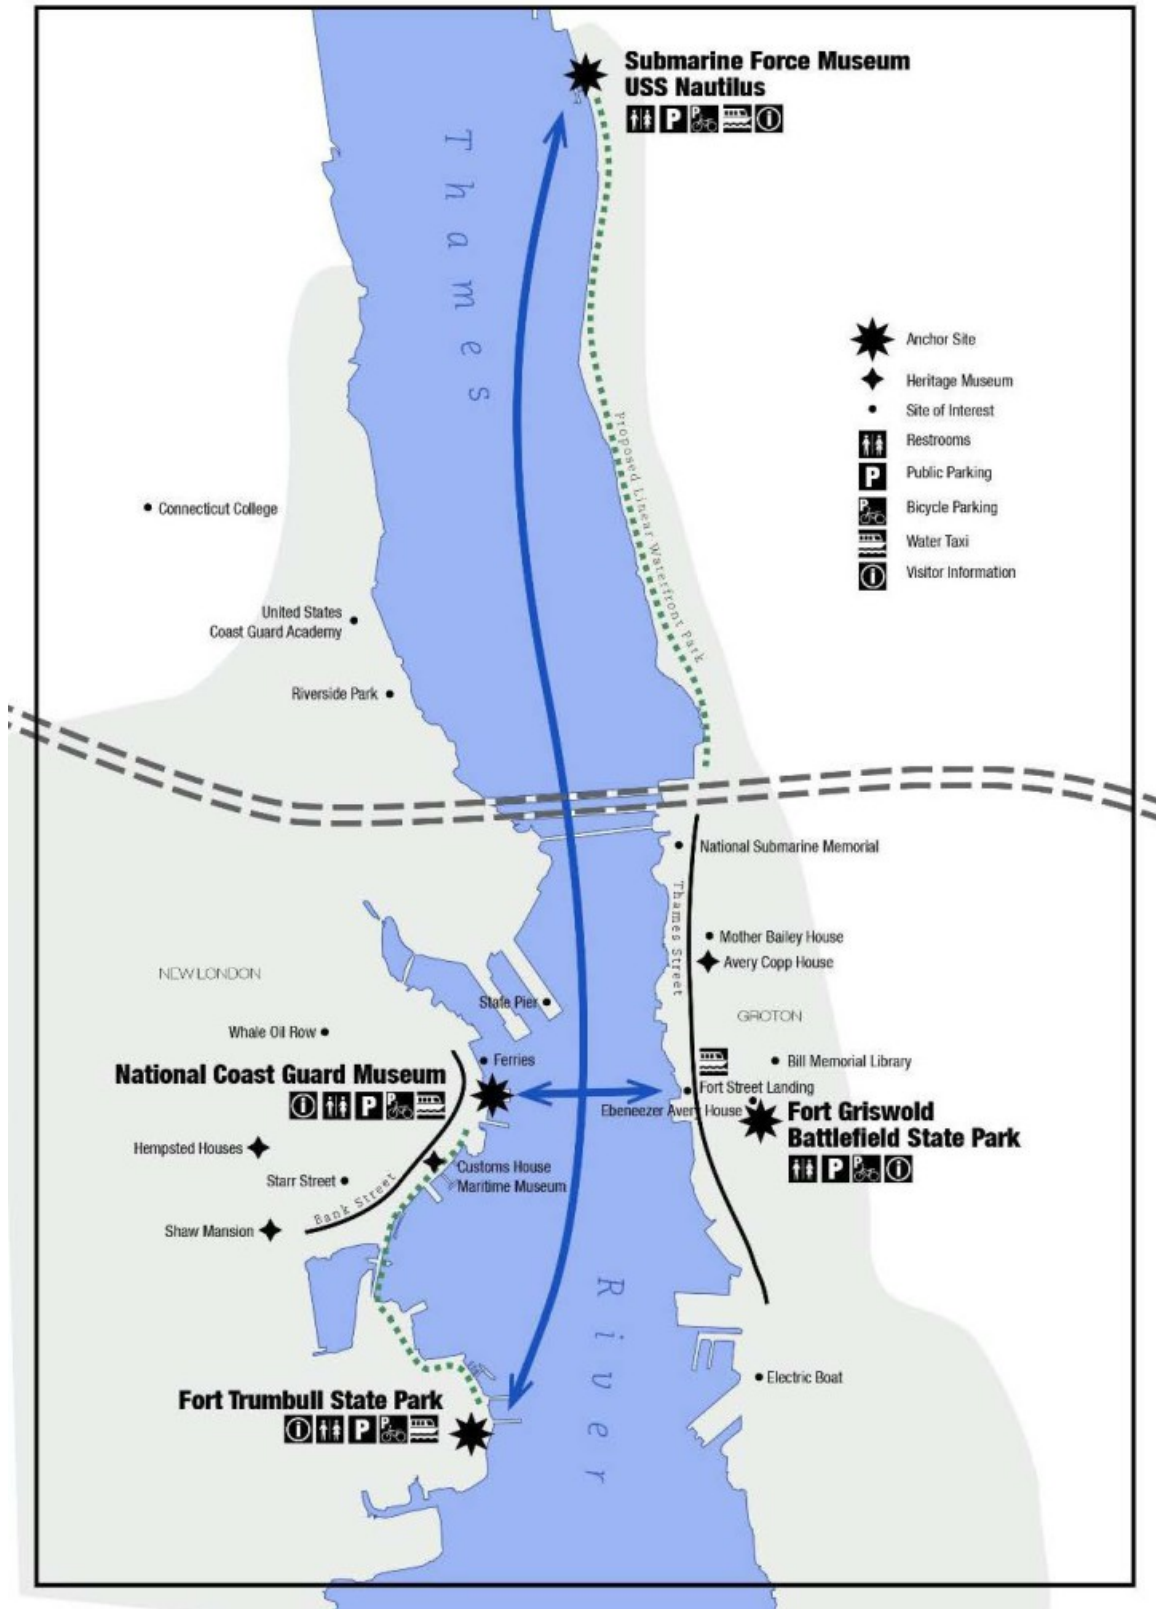 Submarine Force Museum
USS Nautilus
P
P
Thames
Anchor Site
Heritage Museum
Site of Interest
Restrooms
P
Public Parking
P
Bicycle Parking
Water Taxi
Visitor Information
Proposed Linear Waterfront Park
Connecticut College
United States
Coast Guard Academy
Riverside Park
National Submarine Memorial
Thames Street
Mother Bailey House
Avery Copp House
NEW LONDON
State Pier
GROTON
Whale Oil Row
Ferries
Bill Memorial Library
National Coast Guard Museum
P
P
Fort Street Landing
Ebeneezer Avery House
Fort Griswold
Battlefield State Park
P
P
Hempsted Houses
Customs House
Maritime Museum
Starr Street
Bank Street
Shaw Mansion
River
Electric Boat
Fort Trumbull State Park
P
P